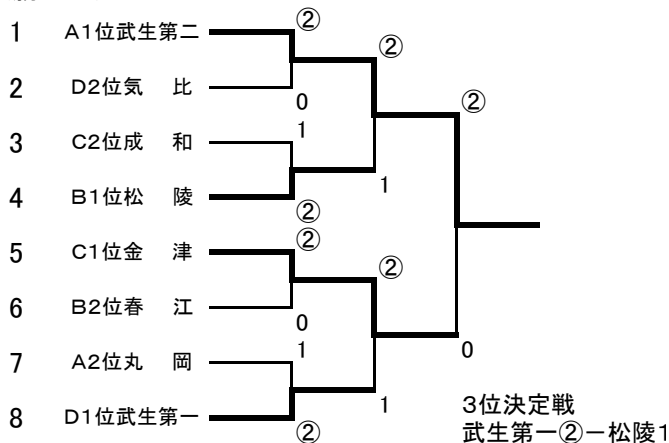 1 A1位武生第二 ②
②
2 D2位気 比 0
②
3 C2位成 和 1
1
4 B1位松 陵 ②
5 C1位金 津 ②
②
6 B2位春 江 0
0
7 A2位丸 岡 1
1
8 D1位武生第一 ②
3位決定戦
武生第一②ー松陵1